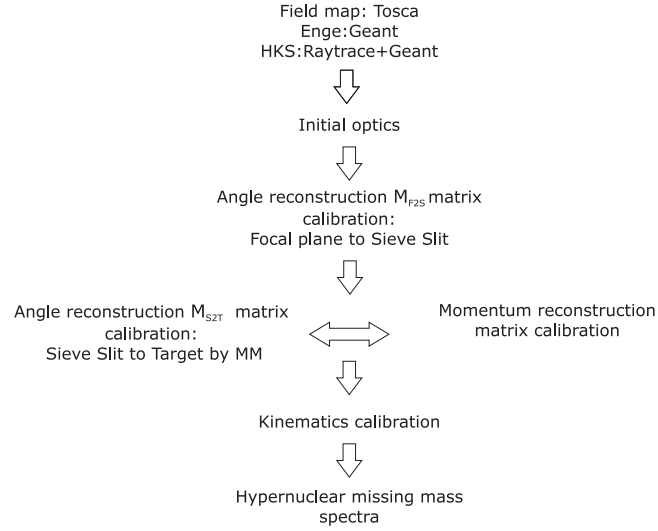 Field map: Tosca
Enge:Geant
HKS:Raytrace+Geant
Initial optics
Angle reconstruction M_F2S matrix
calibration:
Focal plane to Sieve Slit
Angle reconstruction M_S2T matrix
calibration:
Sieve Slit to Target by MM
Momentum reconstruction
matrix calibration
Kinematics calibration
Hypernuclear missing mass
spectra